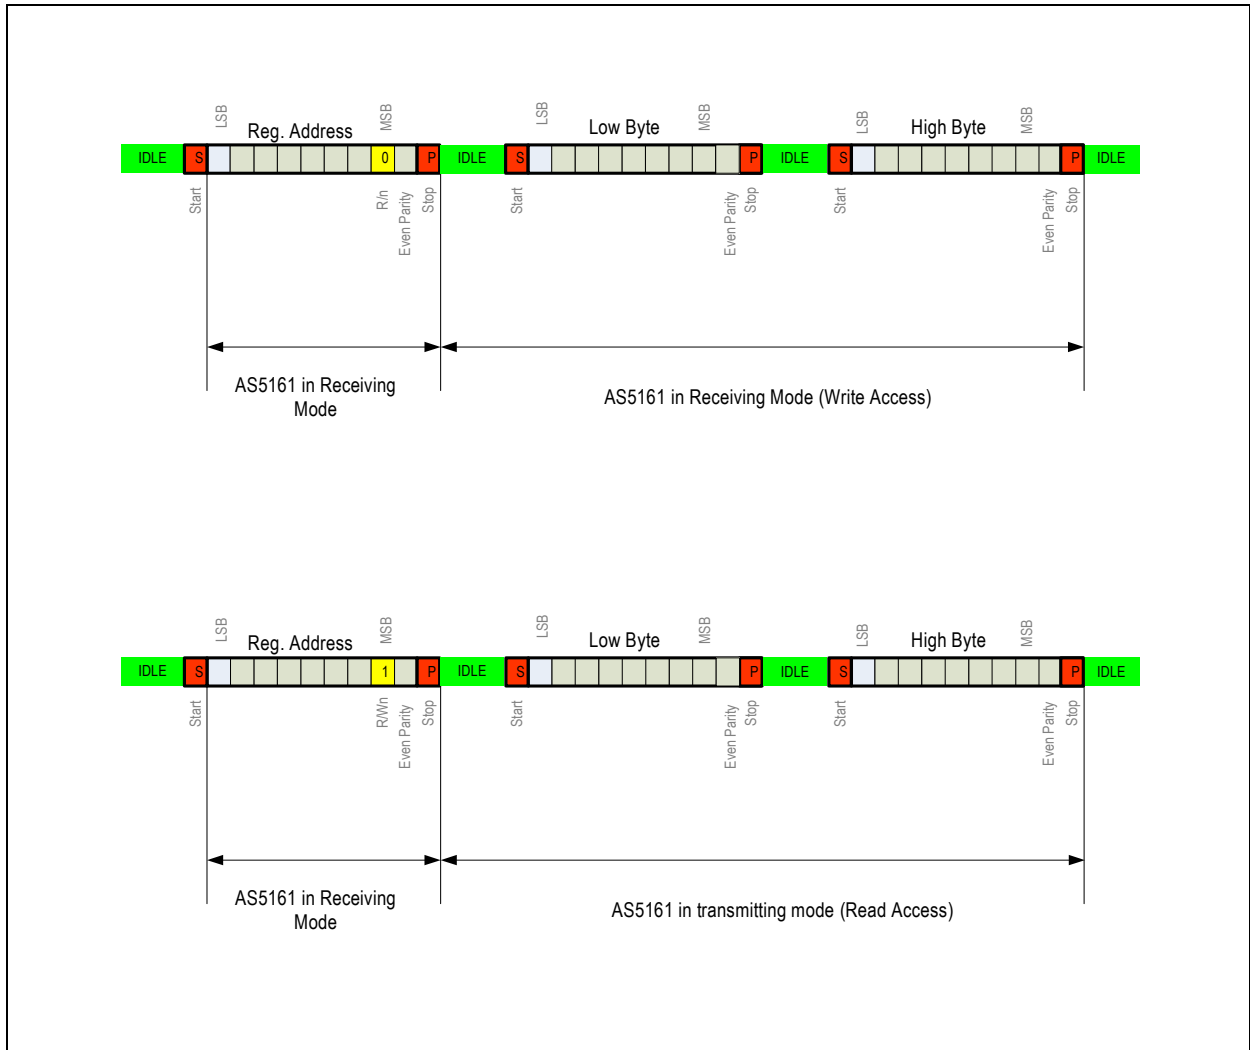 LSB
Reg. Address
MSB
LSB
Low Byte
MSB
LSB
High Byte
MSB
IDLE S 0 P IDLE S P IDLE S P IDLE
Start
R/n
Even Parity
Stop
Start
Even Parity
Stop
Start
Even Parity
Stop
AS5161 in Receiving
Mode
AS5161 in Receiving Mode (Write Access)
LSB
Reg. Address
MSB
LSB
Low Byte
MSB
LSB
High Byte
MSB
IDLE S 1 P IDLE S P IDLE S P IDLE
Start
R/Wn
Even Parity
Stop
Start
Even Parity
Stop
Start
Even Parity
Stop
AS5161 in Receiving
Mode
AS5161 in transmitting mode (Read Access)